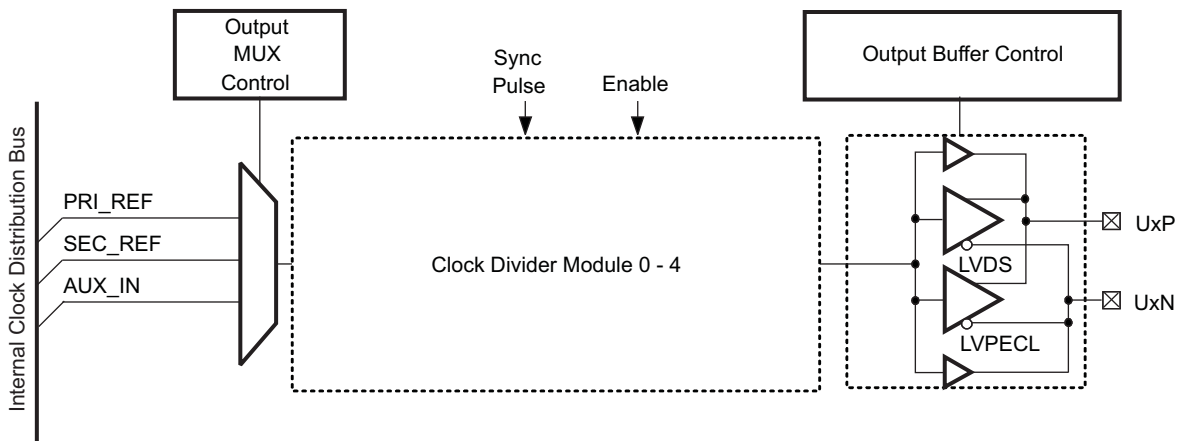 Output
MUX
Control
Sync
Pulse
Enable
Output Buffer Control
Internal Clock Distribution Bus
PRI_REF
SEC_REF
AUX_IN
Clock Divider Module 0 - 4
LVDS
LVPECL
UxP
UxN